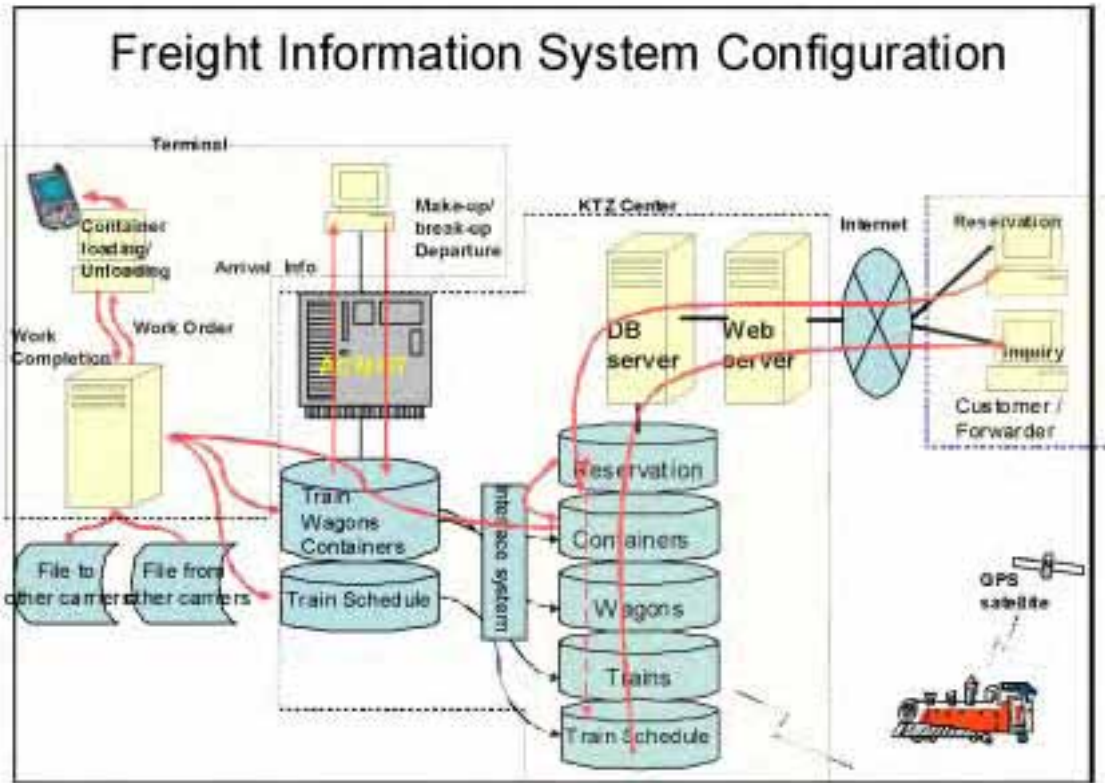 Freight Information System Configuration
Terminal
Container
loading/
Unloading
Make-up/
break-up
Departure
Arrival Info
Work
Completion
Work Order
KTZ Center
Internet
Reservation
DB
server
Web
server
Inquiry
Customer /
Forwarder
Reservation
Train
Wagons
Containers
Interface system
Containers
File to
other carriers
File from
other carriers
Train Schedule
Wagons
GPS
satellite
Trains
Train Schedule